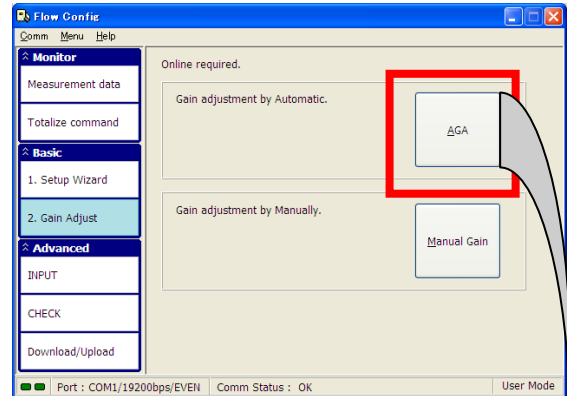 Flow Config
Comm Menu Help
Monitor
Measurement data
Totalize command
Basic
1. Setup Wizard
2. Gain Adjust
Advanced
INPUT
CHECK
Download/Upload
Online required.
Gain adjustment by Automatic.
AGA
Gain adjustment by Manually.
Manual Gain
Port : COM1/19200bps/EVEN Comm Status : OK User Mode